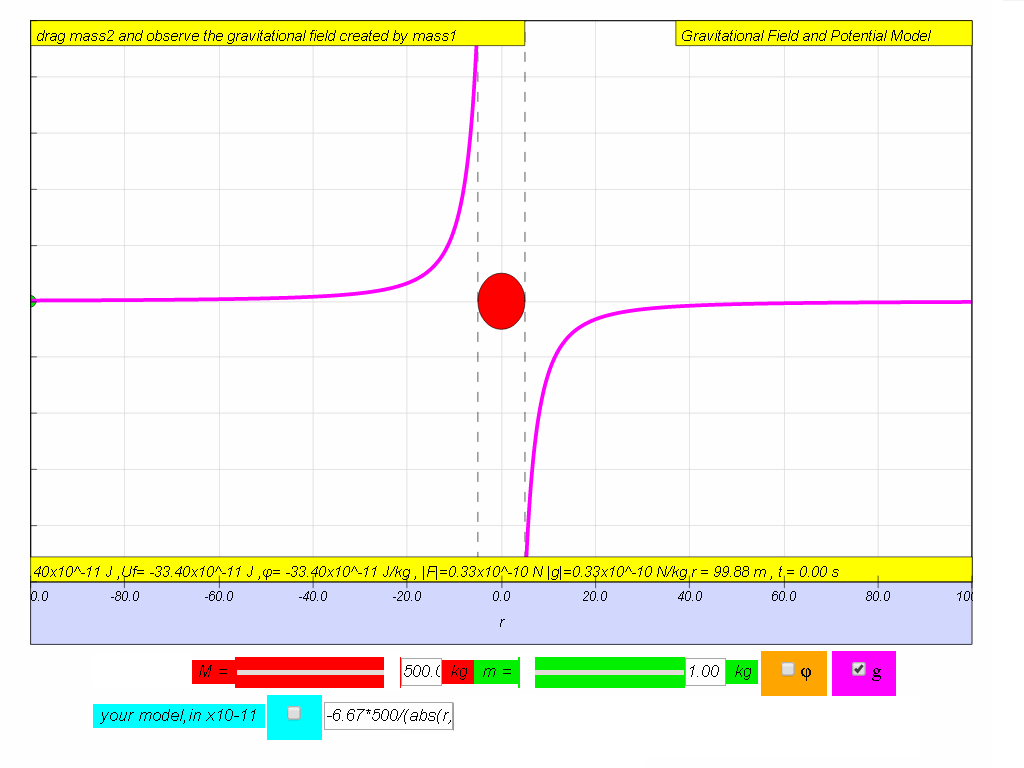 drag mass2 and observe the gravitational field created by mass1
Gravitational Field and Potential Model
40x10^-11 J ,Uf= -33.40x10^-11 J ,φ= -33.40x10^-11 J/kg , |F|=0.33x10^-10 N |g|=0.33x10^-10 N/kg,r = 99.88 m , t = 0.00 s
0.0 -80.0 -60.0 -40.0 -20.0 0.0 20.0 40.0 60.0 80.0 100
r
M = 500.0 kg m = 1.00 kg φ g
your model,in x10-11 -6.67*500/(abs(r,